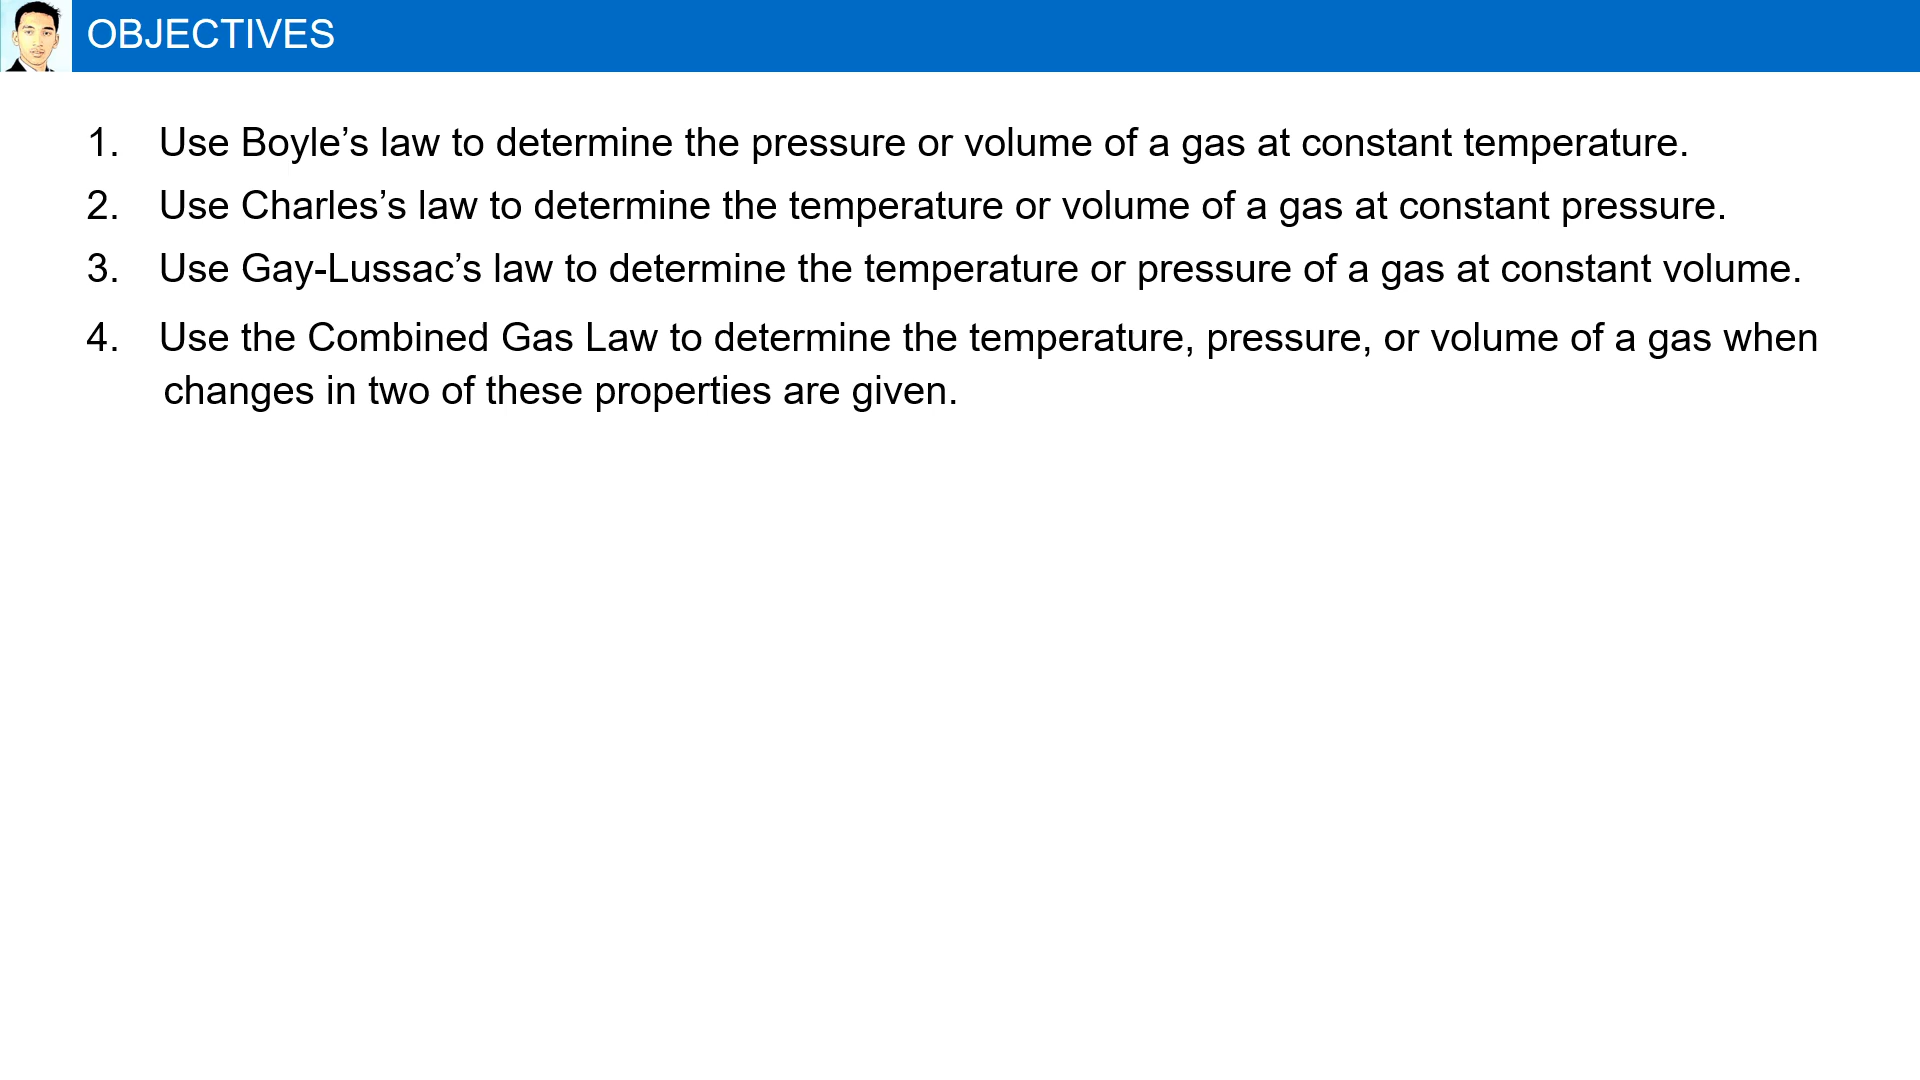 OBJECTIVES
1. Use Boyle’s law to determine the pressure or volume of a gas at constant temperature.
2. Use Charles’s law to determine the temperature or volume of a gas at constant pressure.
3. Use Gay-Lussac’s law to determine the temperature or pressure of a gas at constant volume.
4. Use the Combined Gas Law to determine the temperature, pressure, or volume of a gas when
changes in two of these properties are given.